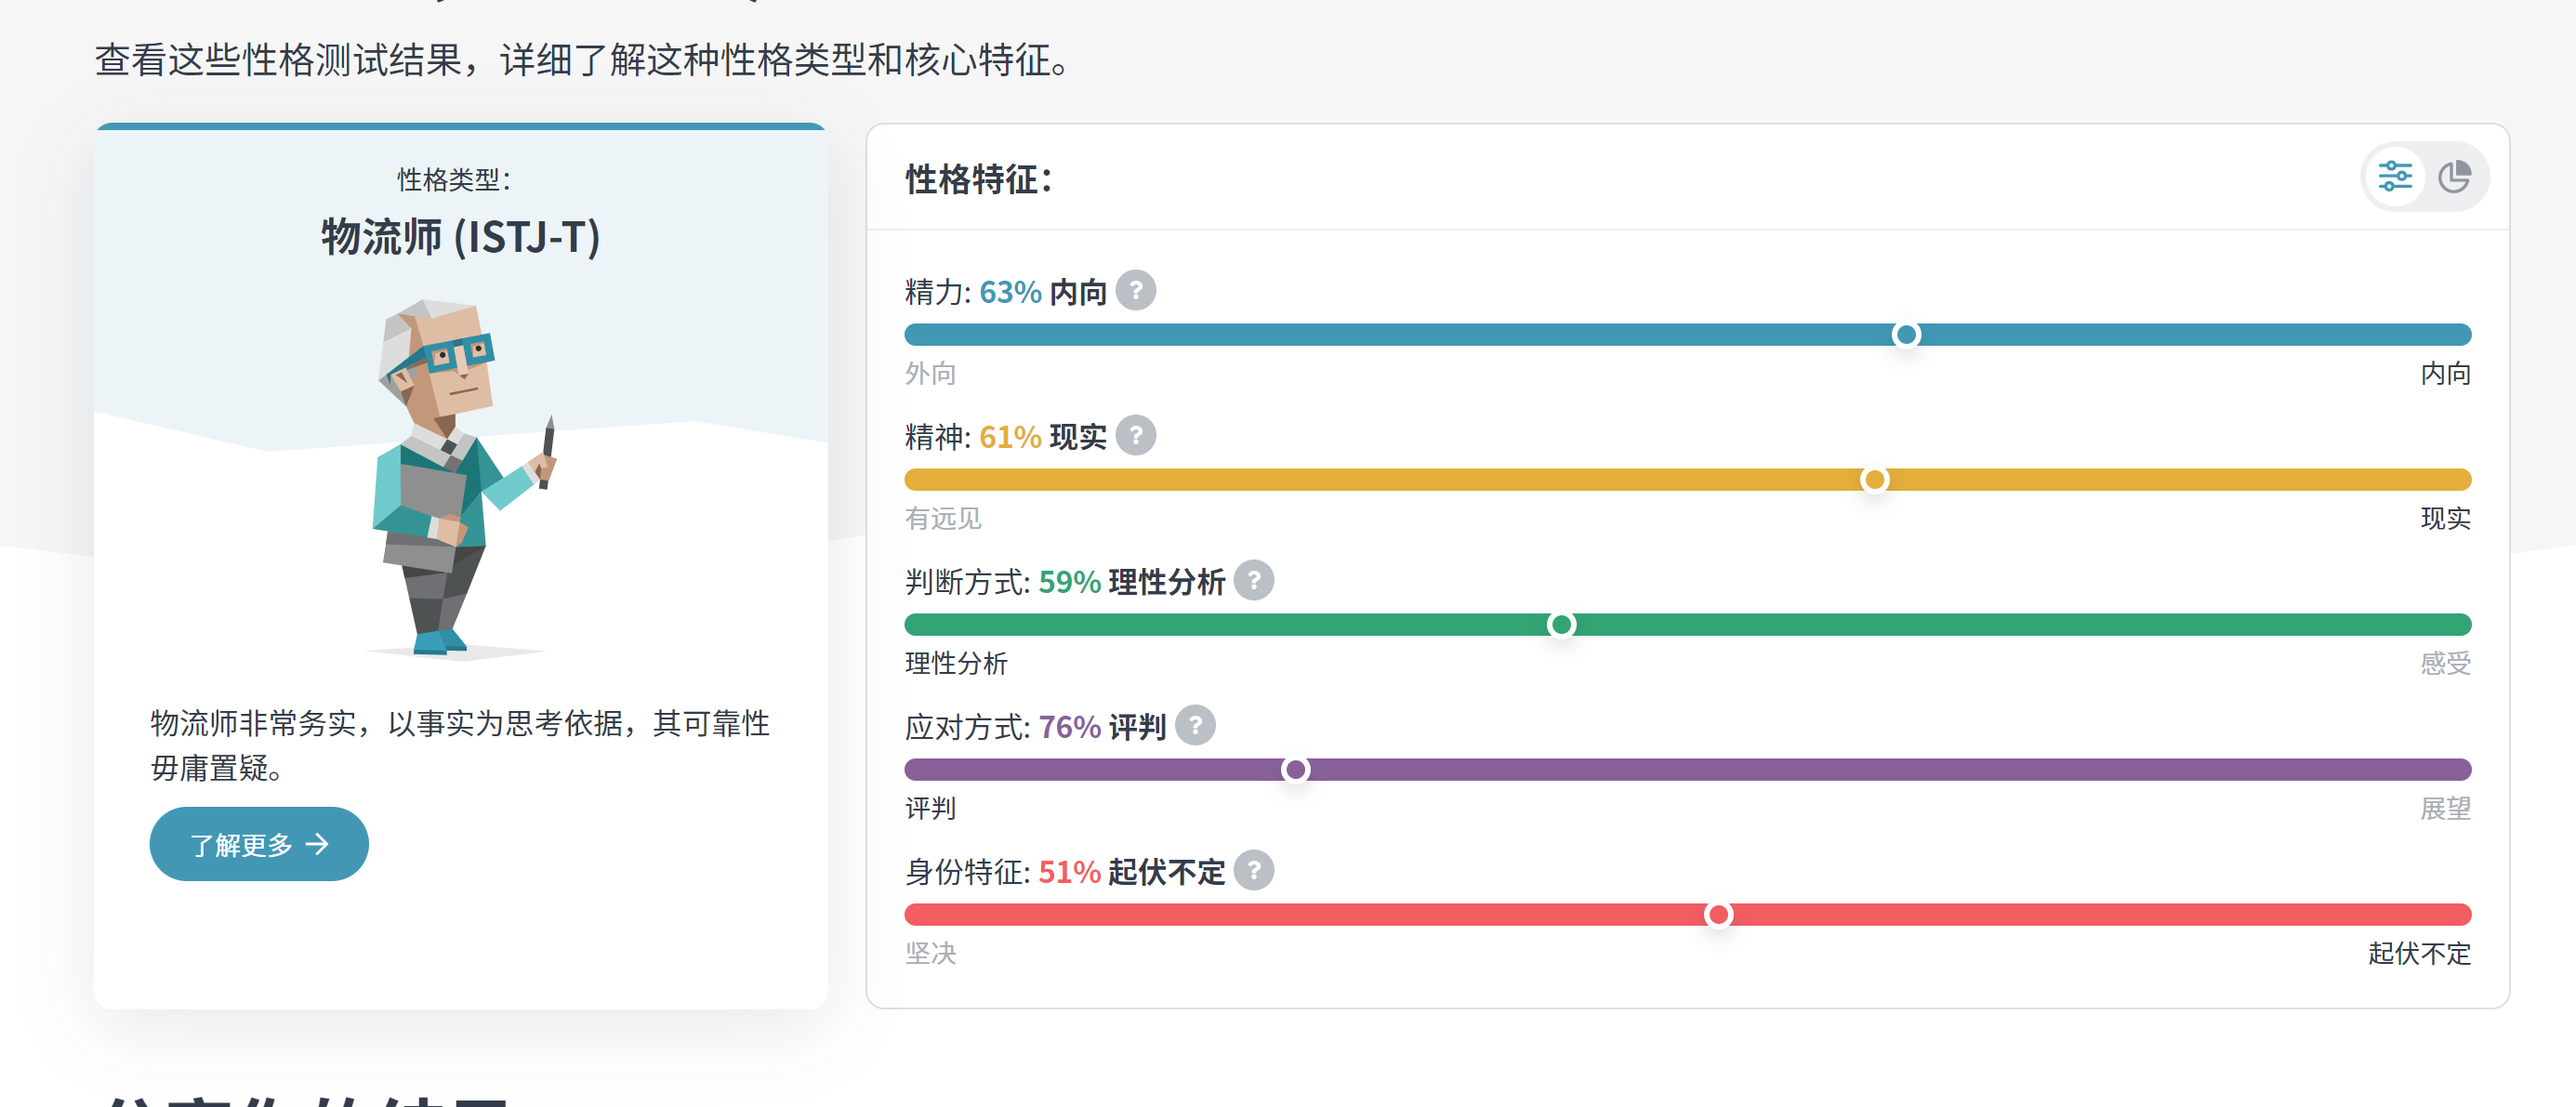 查看这些性格测试结果，详细了解这种性格类型和核心特征。
性格类型：
物流师 (ISTJ-T)
物流师非常务实，以事实为思考依据，其可靠性
毋庸置疑。
了解更多 →
性格特征：
精力: 63% 内向 ?
外向 内向
精神: 61% 现实 ?
有远见 现实
判断方式: 59% 理性分析 ?
理性分析 感受
应对方式: 76% 评判 ?
评判 展望
身份特征: 51% 起伏不定 ?
坚决 起伏不定